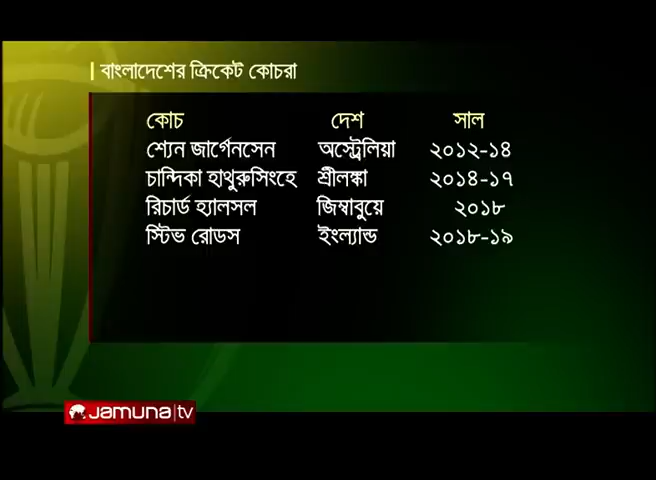 | বাংলাদেশের ক্রিকেট কোচরা
কোচ দেশ সাল
শ্যেন জার্গেনসেন অস্ট্রেলিয়া ২০১২-১৪
চান্দিকা হাথুরুসিংহে শ্রীলঙ্কা ২০১৪-১৭
রিচার্ড হ্যালসল জিম্বাবুয়ে ২০১৮
স্টিভ রোডস ইংল্যান্ড ২০১৮-১৯
Jamuna|tv